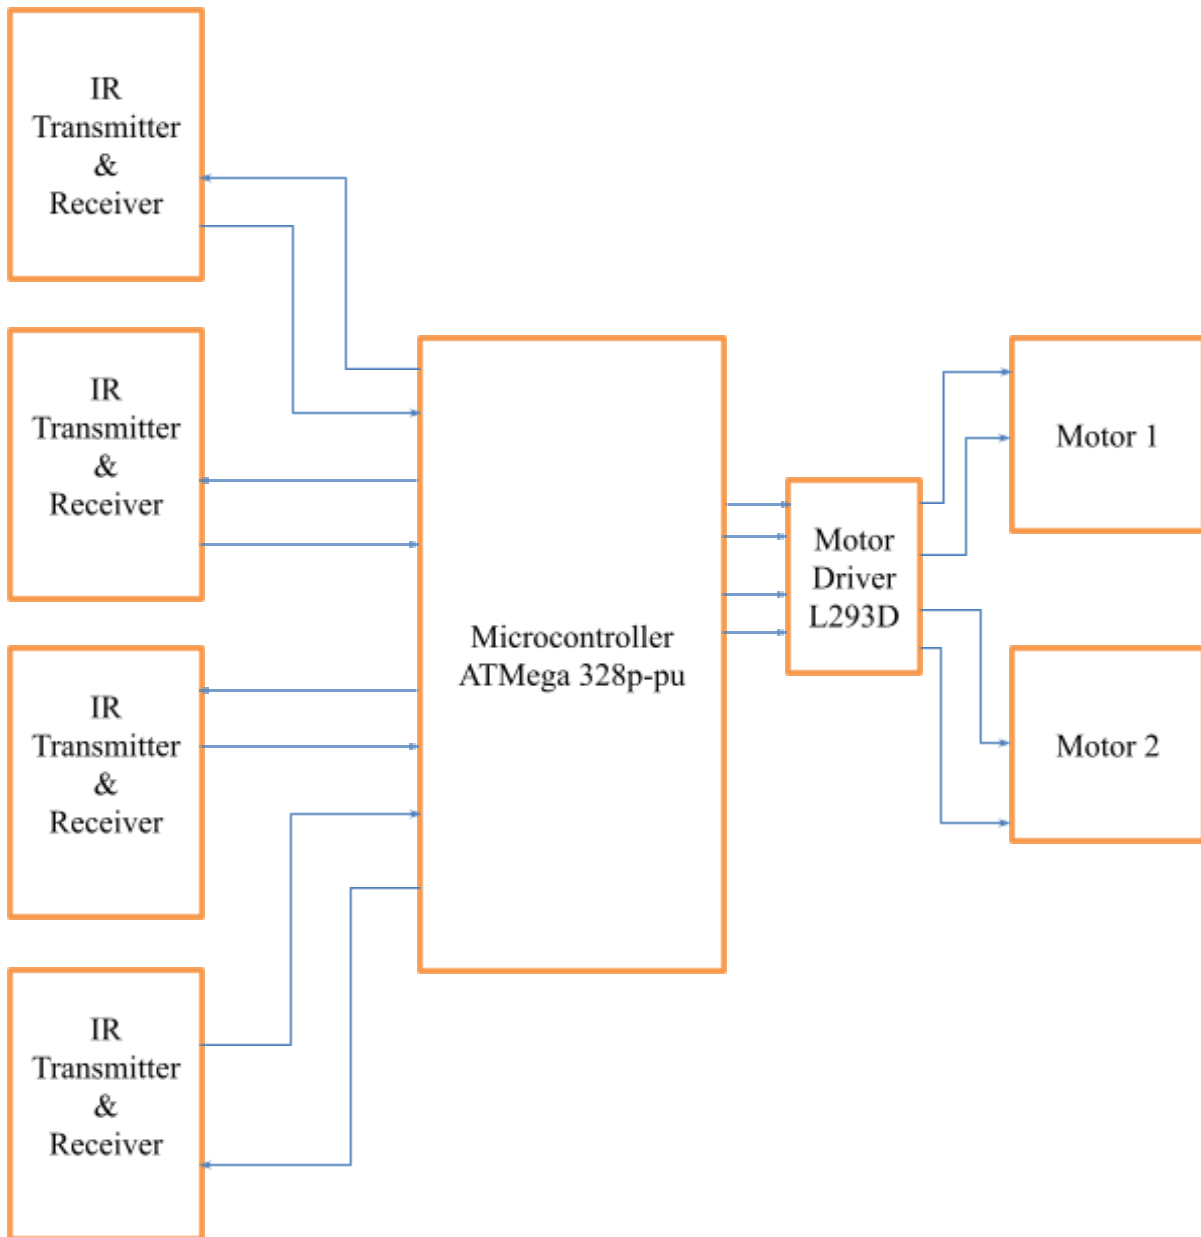 IR
Transmitter
&
Receiver
IR
Transmitter
&
Receiver
IR
Transmitter
&
Receiver
IR
Transmitter
&
Receiver
Microcontroller
ATMega 328p-pu
Motor
Driver
L293D
Motor 1
Motor 2